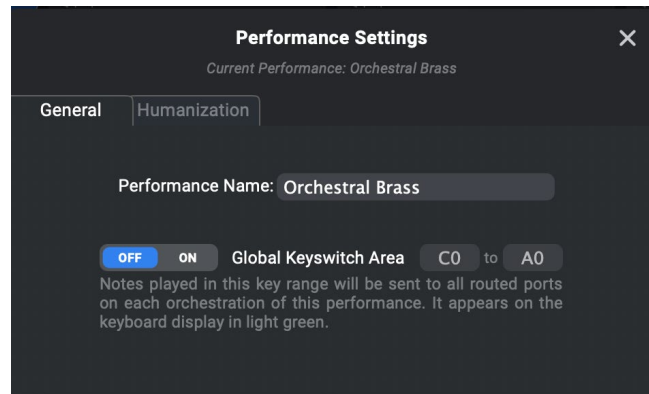 Performance Settings
Current Performance: Orchestral Brass
General Humanization
Performance Name: Orchestral Brass
OFF ON Global Keyswitch Area C0 to A0
Notes played in this key range will be sent to all routed ports
on each orchestration of this performance. It appears on the
keyboard display in light green.